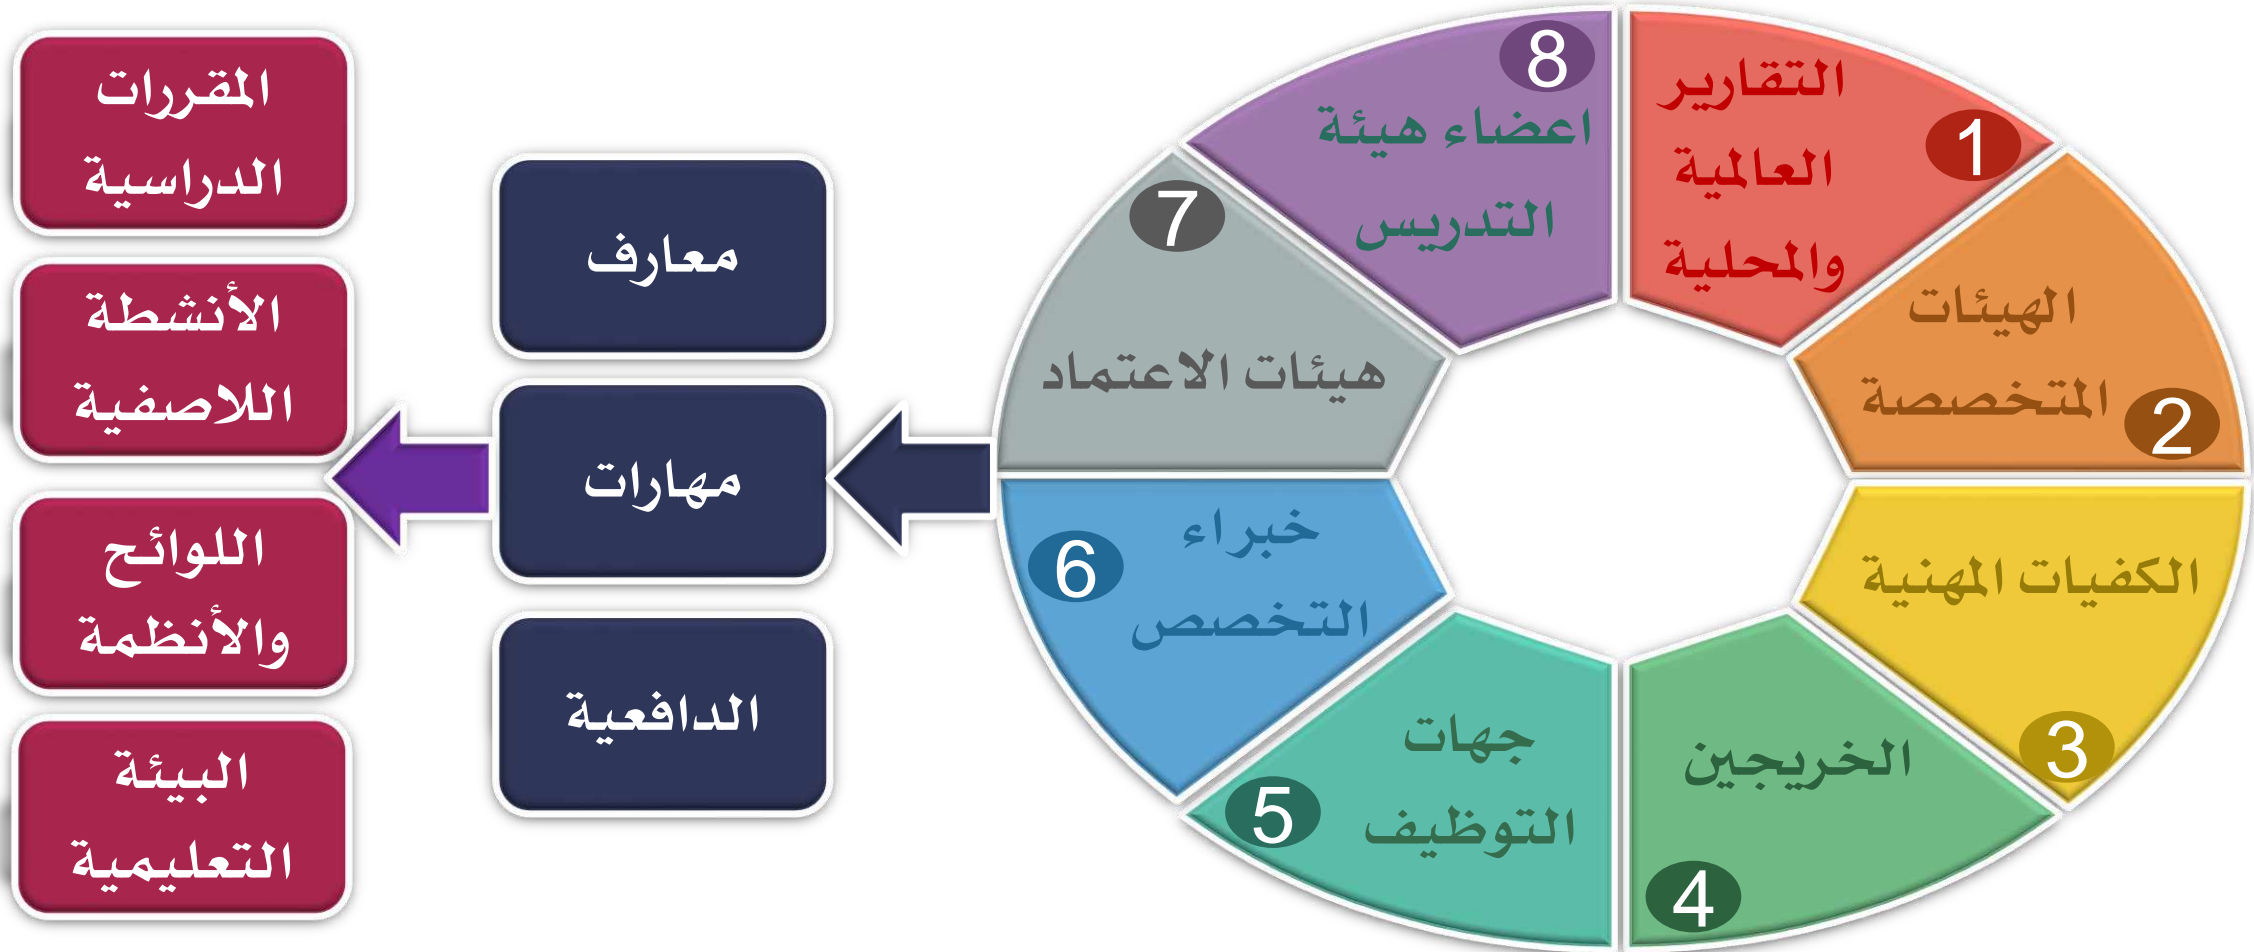 1
التقارير
العالمية
والمحلية
2
الهيئات
المتخصصة
3
الكفيات المهنية
4
الخريجين
5
جهات
التوظيف
6
خبراء
التخصص
7
هيئات الاعتماد
8
اعضاء هيئة
التدريس
معارف
مهارات
الدافعية
المقررات
الدراسية
الأنشطة
اللاصفية
اللوائح
والأنظمة
البيئة
التعليمية